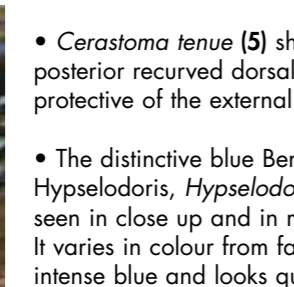 • Cerastoma tenue (5) sh
posterior recurved dorsal
protective of the external
• The distinctive blue Ber
Hypselodoris, Hypselodo
seen in close up and in
It varies in colour from fa
intense blue and looks qu